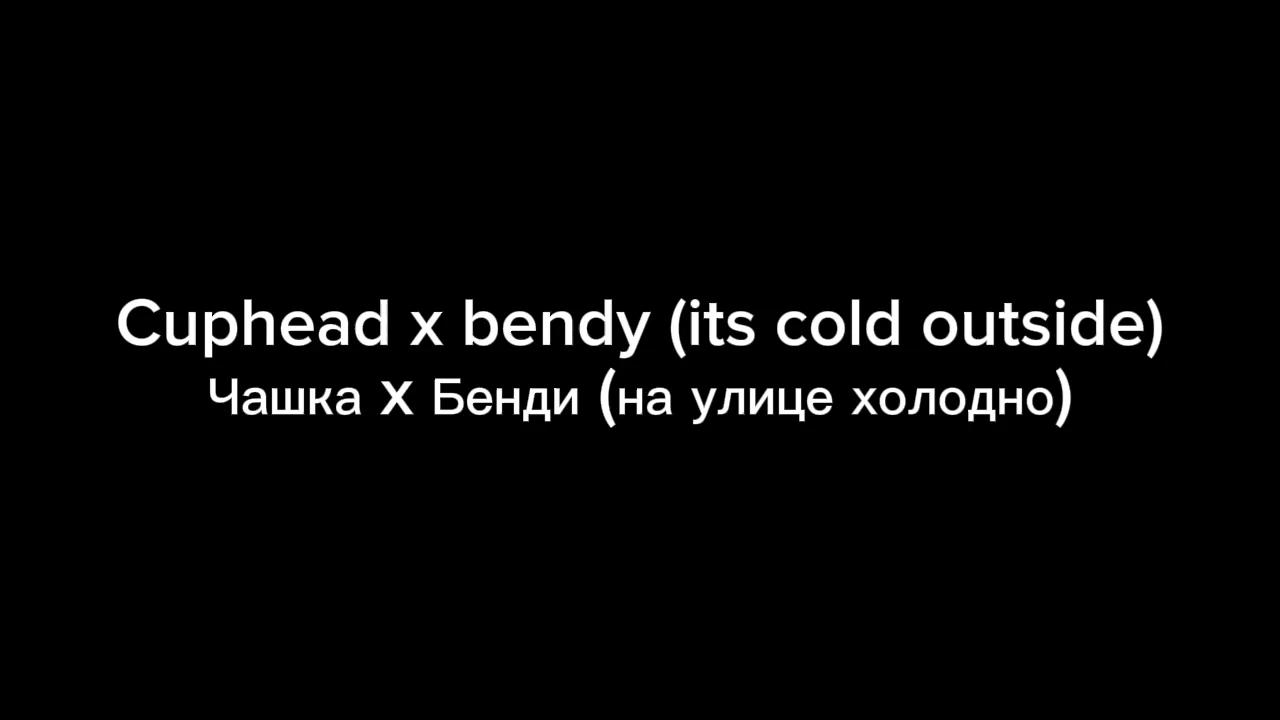 Cuphead x bendy (its cold outside)
Чашка x Бенди (на улице холодно)